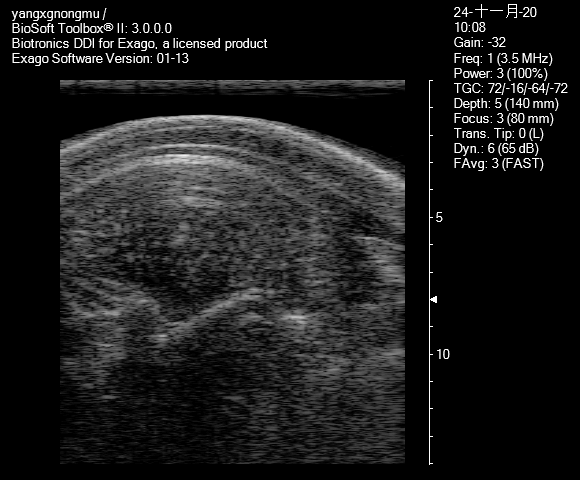 yangxgnongmu /
BioSoft Toolbox® II: 3.0.0.0
Biotronics DDI for Exago, a licensed product
Exago Software Version: 01-13
24-十一月-20
10:08
Gain: -32
Freq: 1 (3.5 MHz)
Power: 3 (100%)
TGC: 72/-16/-64/-72
Depth: 5 (140 mm)
Focus: 3 (80 mm)
Trans. Tip: 0 (L)
Dyn.: 6 (65 dB)
FAvg: 3 (FAST)
5
10